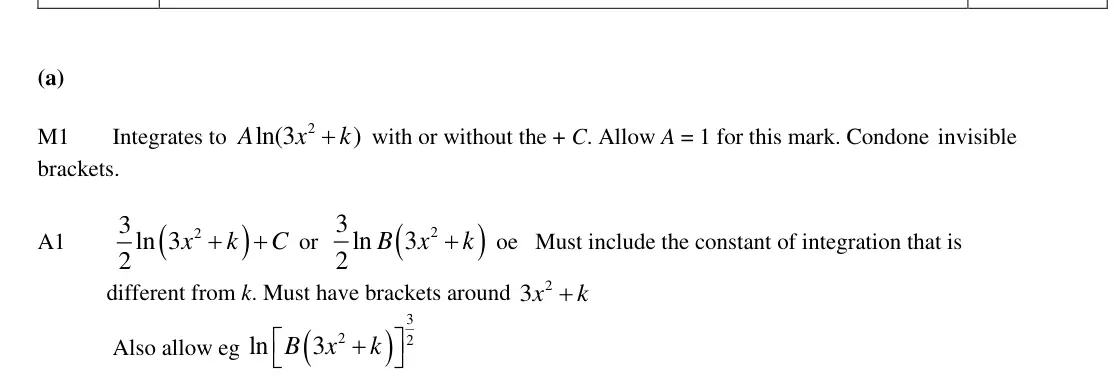 (a)
M1 Integrates to A ln(3x² + k) with or without the + C. Allow A = 1 for this mark. Condone invisible
brackets.
A1 3/2 ln(3x² + k) + C or 3/2 ln B(3x² + k) oe Must include the constant of integration that is
different from k. Must have brackets around 3x² + k
Also allow eg ln[B(3x² + k)]^(3/2)